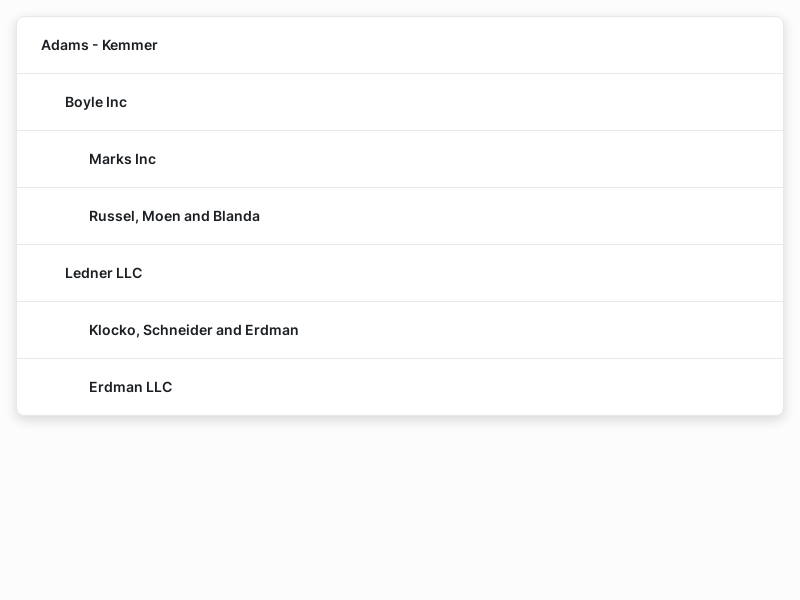 Adams - Kemmer
Boyle Inc
Marks Inc
Russel, Moen and Blanda
Ledner LLC
Klocko, Schneider and Erdman
Erdman LLC